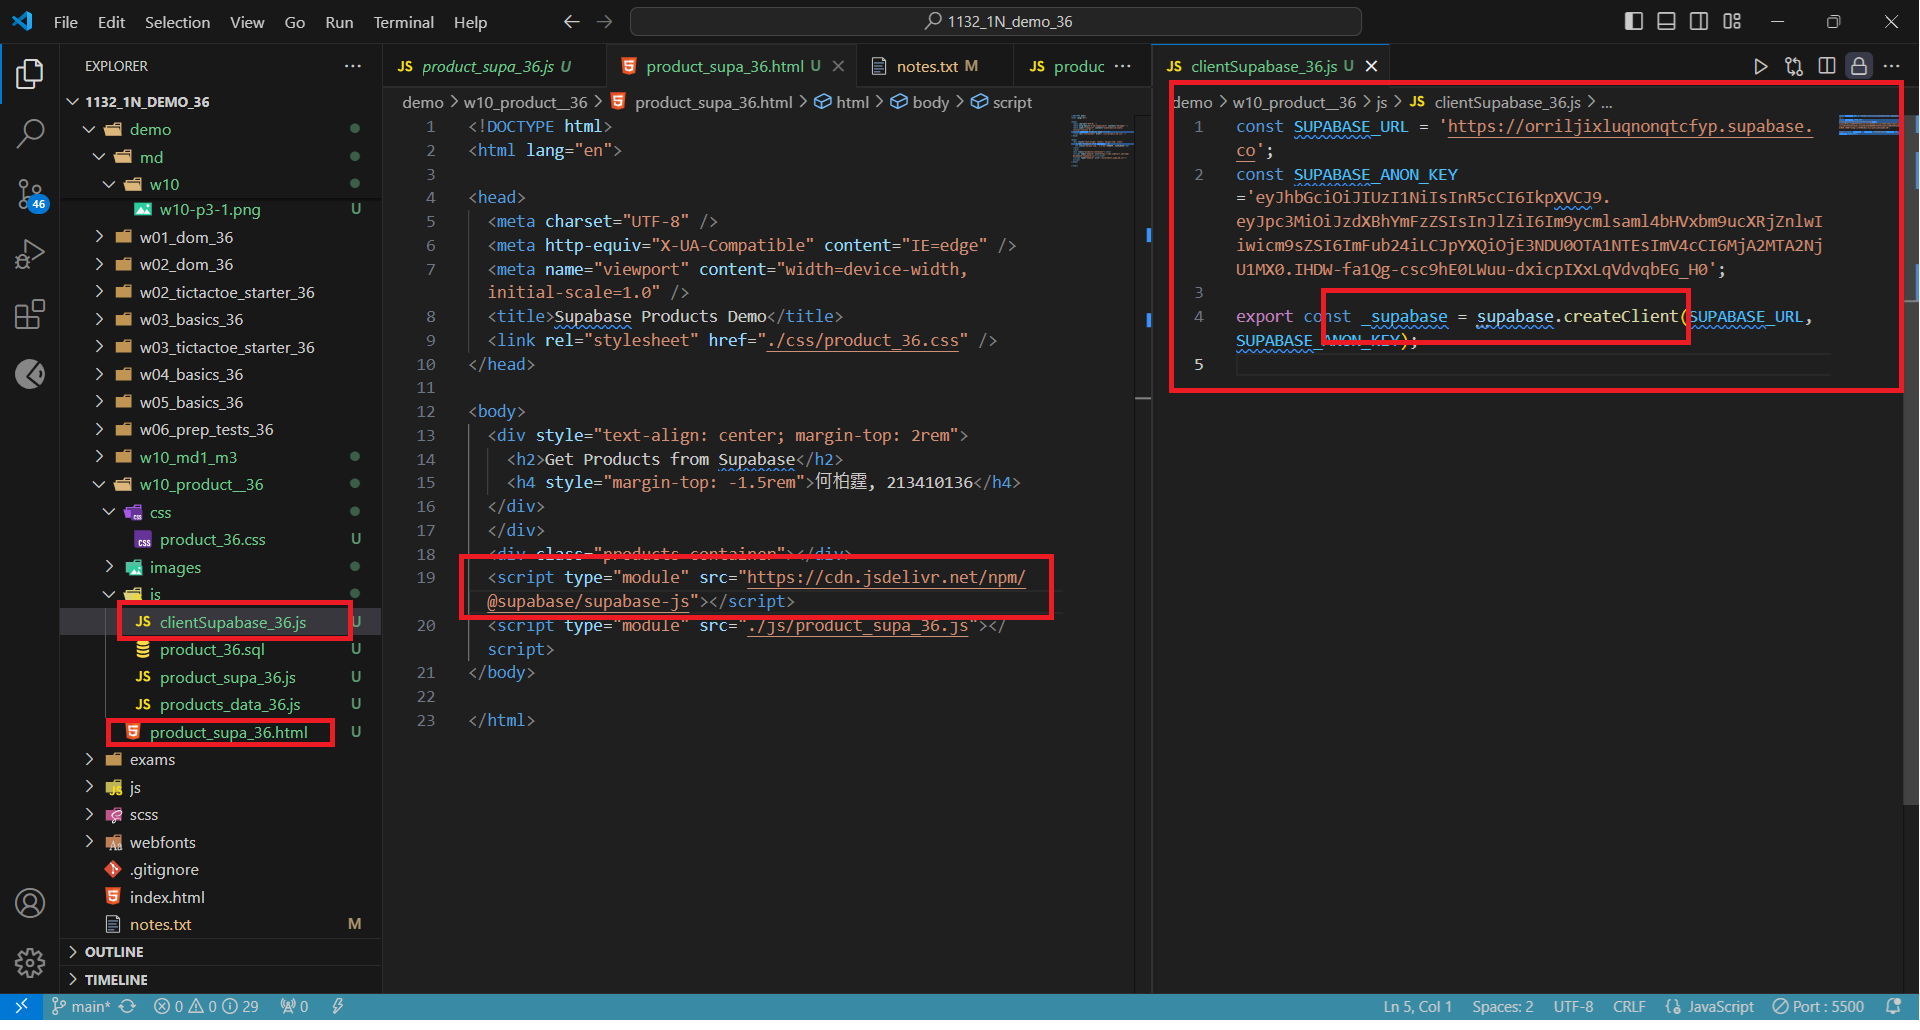 File Edit Selection View Go Run Terminal Help
1132_1N_demo_36
EXPLORER
1132_1N_DEMO_36
demo
md
w10
w10-p3-1.png U
w01_dom_36
w02_dom_36
w02_tictactoe_starter_36
w03_basics_36
w03_tictactoe_starter_36
w04_basics_36
w05_basics_36
w06_prep_tests_36
w10_md1_m3
w10_product__36
css
product_36.css U
images
js
clientSupabase_36.js U
product_36.sql U
product_supa_36.js U
products_data_36.js U
product_supa_36.html U
exams
js
scss
webfonts
.gitignore
index.html
notes.txt M
OUTLINE
TIMELINE
46
product_supa_36.js U
product_supa_36.html U
notes.txt M
produc
demo > w10_product__36 > product_supa_36.html > html > body > script
1 <!DOCTYPE html>
2 <html lang="en">
3
4 <head>
5 <meta charset="UTF-8" />
6 <meta http-equiv="X-UA-Compatible" content="IE=edge" />
7 <meta name="viewport" content="width=device-width,
initial-scale=1.0" />
8 <title>Supabase Products Demo</title>
9 <link rel="stylesheet" href="./css/product_36.css" />
10 </head>
11
12 <body>
13 <div style="text-align: center; margin-top: 2rem">
14 <h2>Get Products from Supabase</h2>
15 <h4 style="margin-top: -1.5rem">何柏霆, 213410136</h4>
16 </div>
17 </div>
18 <div class="products-container"></div>
19 <script type="module" src="https://cdn.jsdelivr.net/npm/
@supabase/supabase-js"></script>
20 <script type="module" src="./js/product_supa_36.js"></
script>
21 </body>
22
23 </html>
clientSupabase_36.js U
demo > w10_product__36 > js > clientSupabase_36.js > ...
1 const SUPABASE_URL = 'https://orriljixluqnonqtcfyp.supabase.
co';
2 const SUPABASE_ANON_KEY
='eyJhbGciOiJIUzI1NiIsInR5cCI6IkpXVCJ9.
eyJpc3MiOiJzdXBhYmFzZSIsInJlZiI6Im9ycmlsaml4bHVxbm9ucXRjZnlwI
iwicm9sZSI6ImFub24iLCJpYXQiOjE3NDU0OTA1NTEsImV4cCI6MjA2MTA2Nj
U1MX0.IHDW-fa1Qg-csc9hE0LWuu-dxicpIXxLqVdvqbEG_H0';
3
4 export const _supabase = supabase.createClient(SUPABASE_URL,
SUPABASE_ANON_KEY);
5
main* 0 0 29 0
Ln 5, Col 1 Spaces: 2 UTF-8 CRLF JavaScript Port : 5500